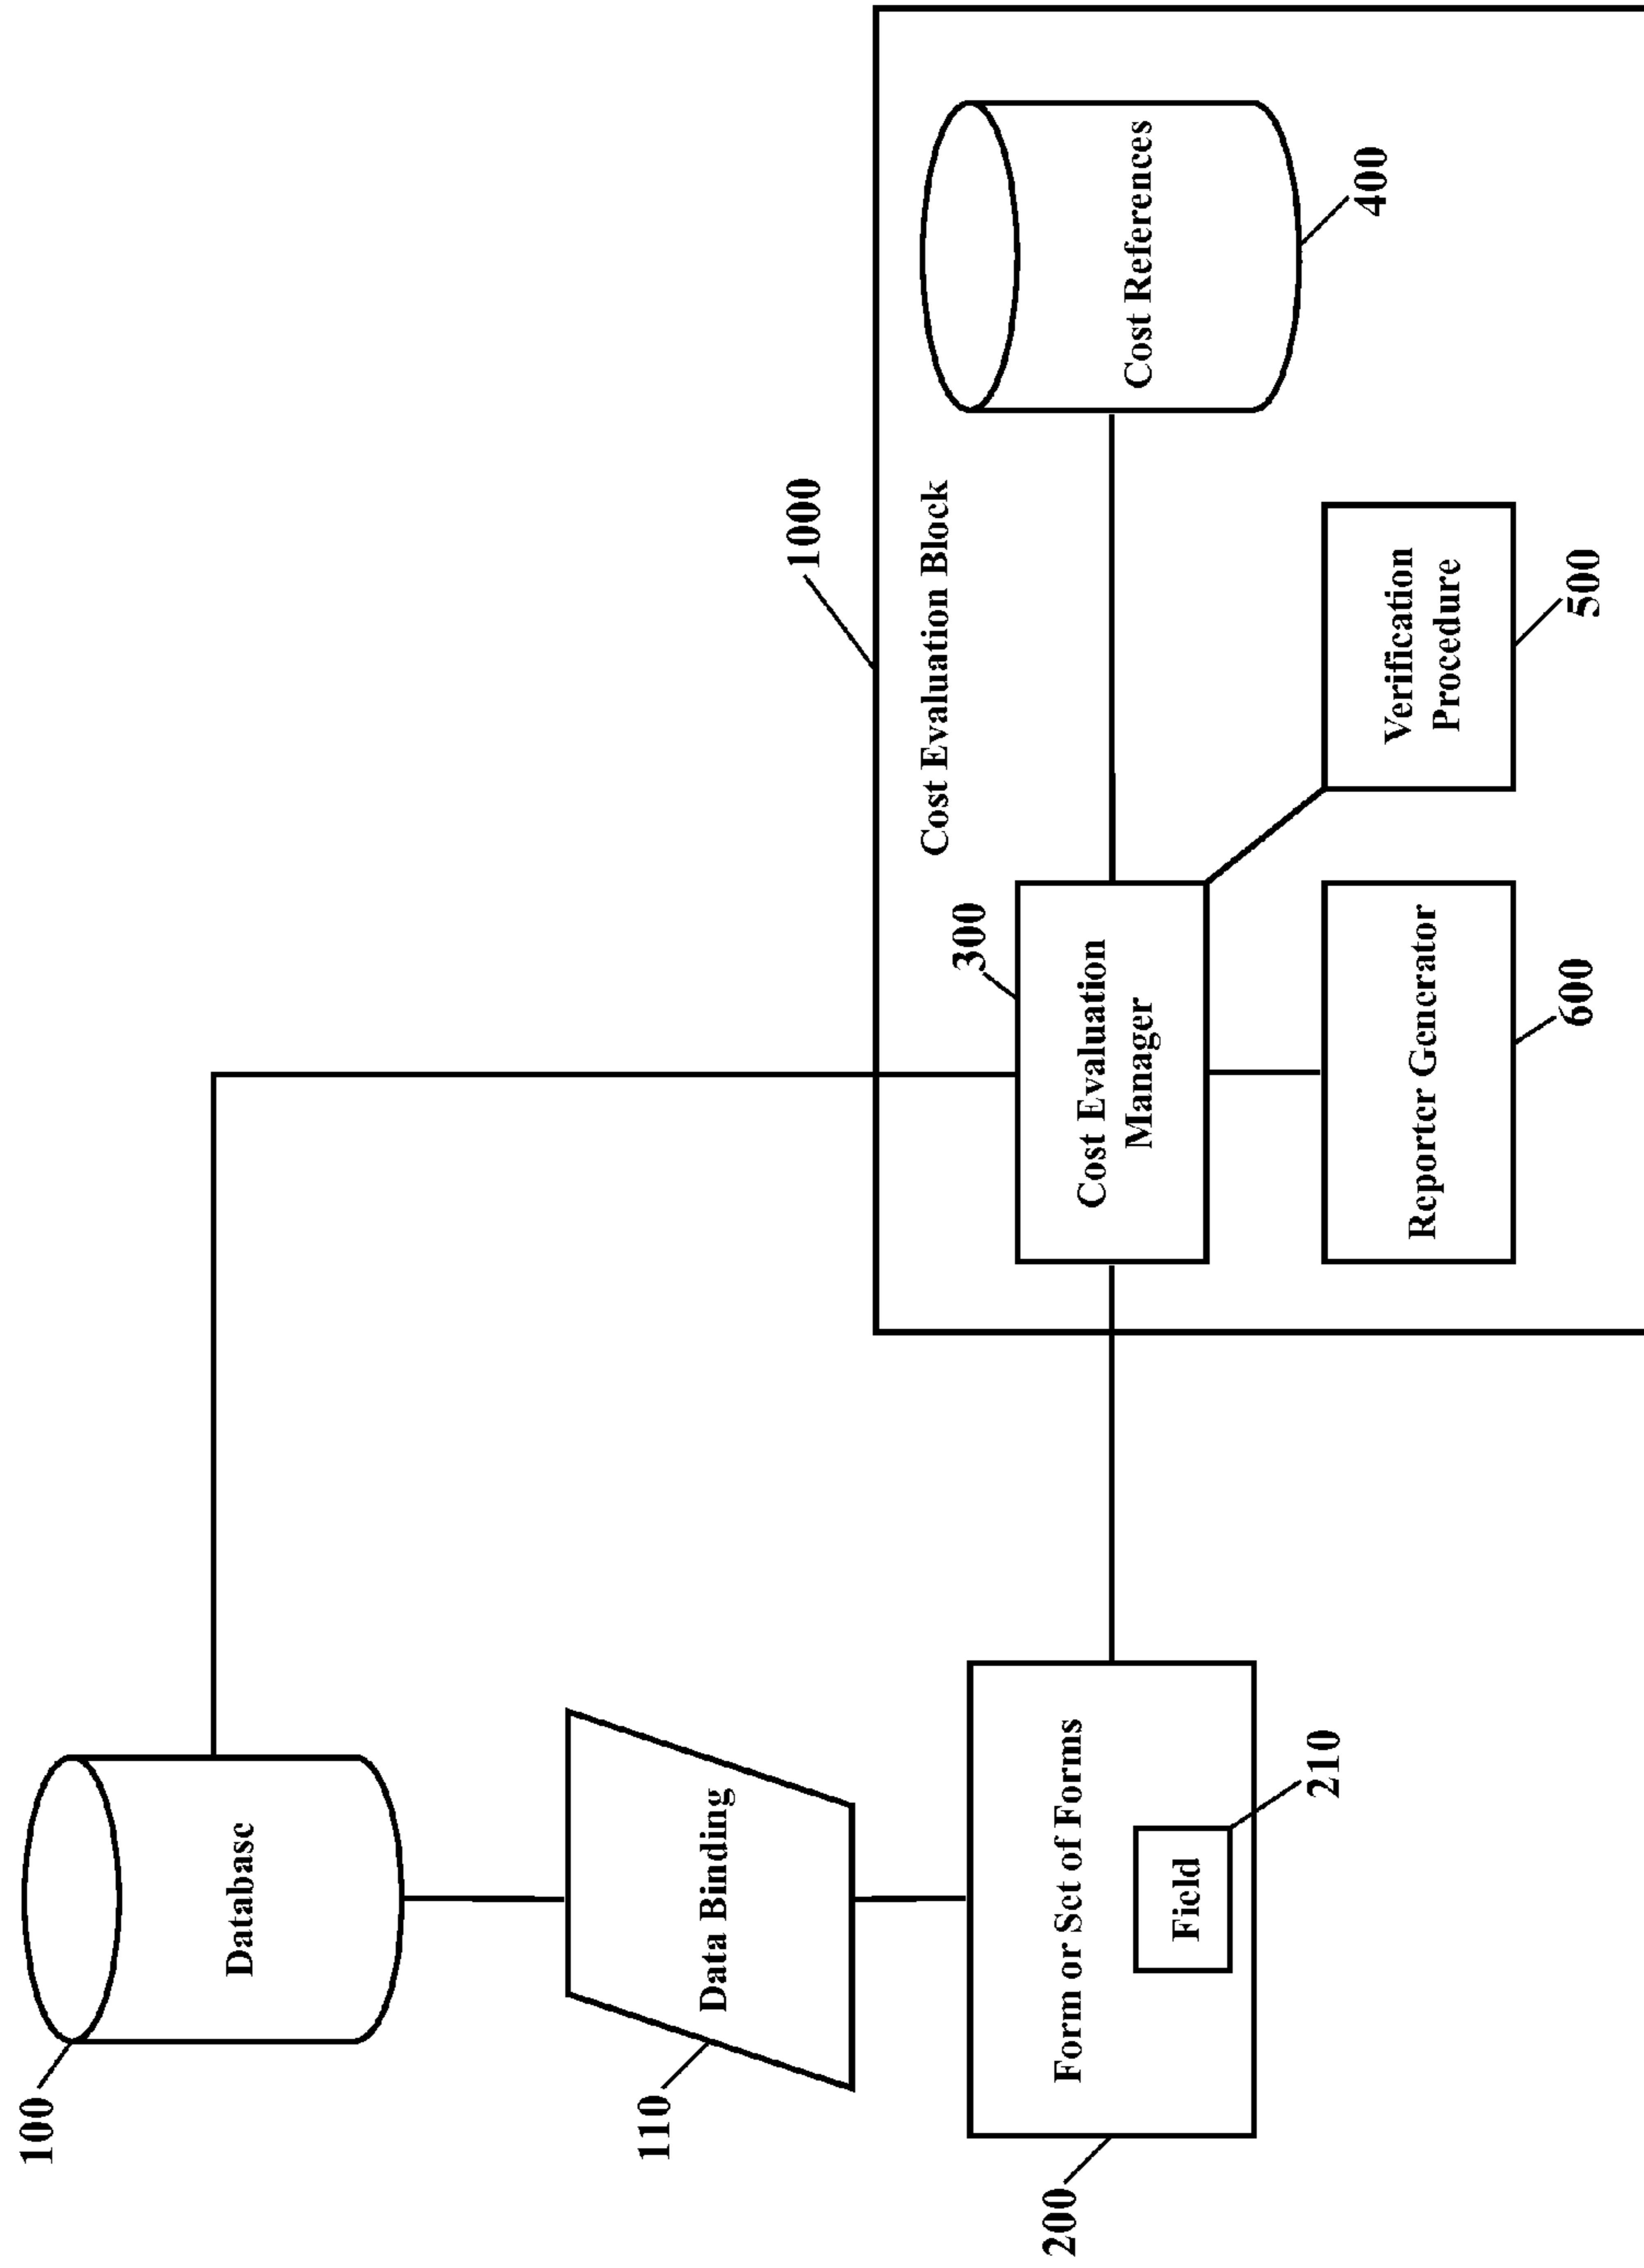 100
Database
110
Data Binding
200
Form or Set of Forms
Field
210
1000
Cost Evaluation Block
300
Cost Evaluation
Manager
Cost References
400
Verification
Procedure
500
Reporter Generator
600